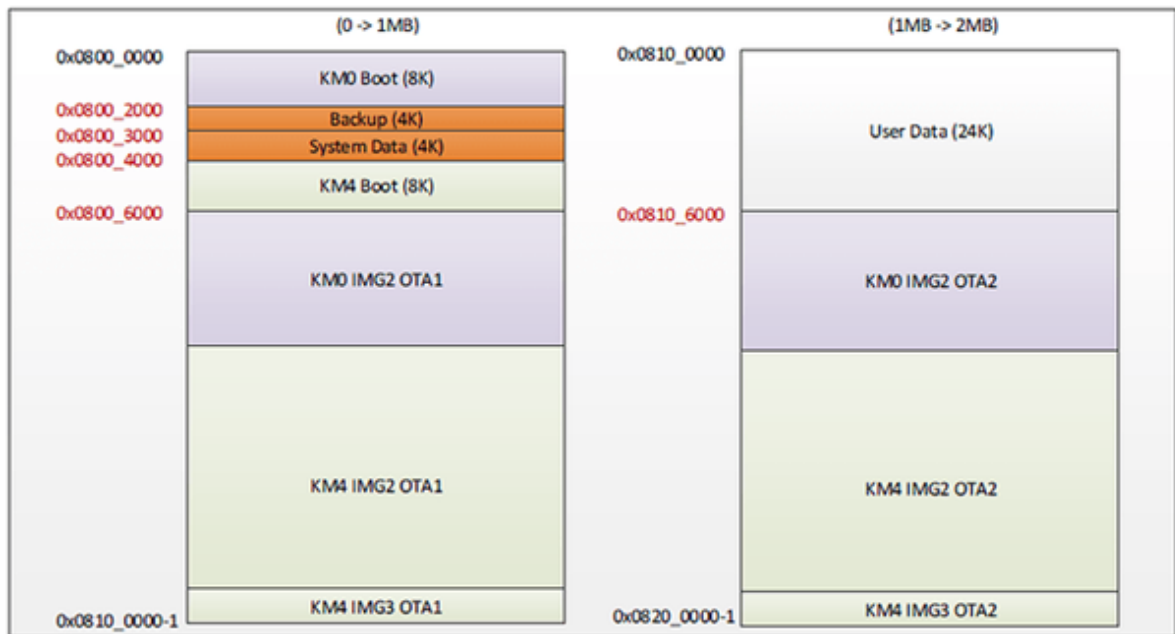 (0 -> 1MB)
0x0800_0000
KM0 Boot (8K)
0x0800_2000
Backup (4K)
0x0800_3000
System Data (4K)
0x0800_4000
KM4 Boot (8K)
0x0800_6000
KM0 IMG2 OTA1
KM4 IMG2 OTA1
KM4 IMG3 OTA1
0x0810_0000-1
(1MB -> 2MB)
0x0810_0000
User Data (24K)
0x0810_6000
KM0 IMG2 OTA2
KM4 IMG2 OTA2
KM4 IMG3 OTA2
0x0820_0000-1